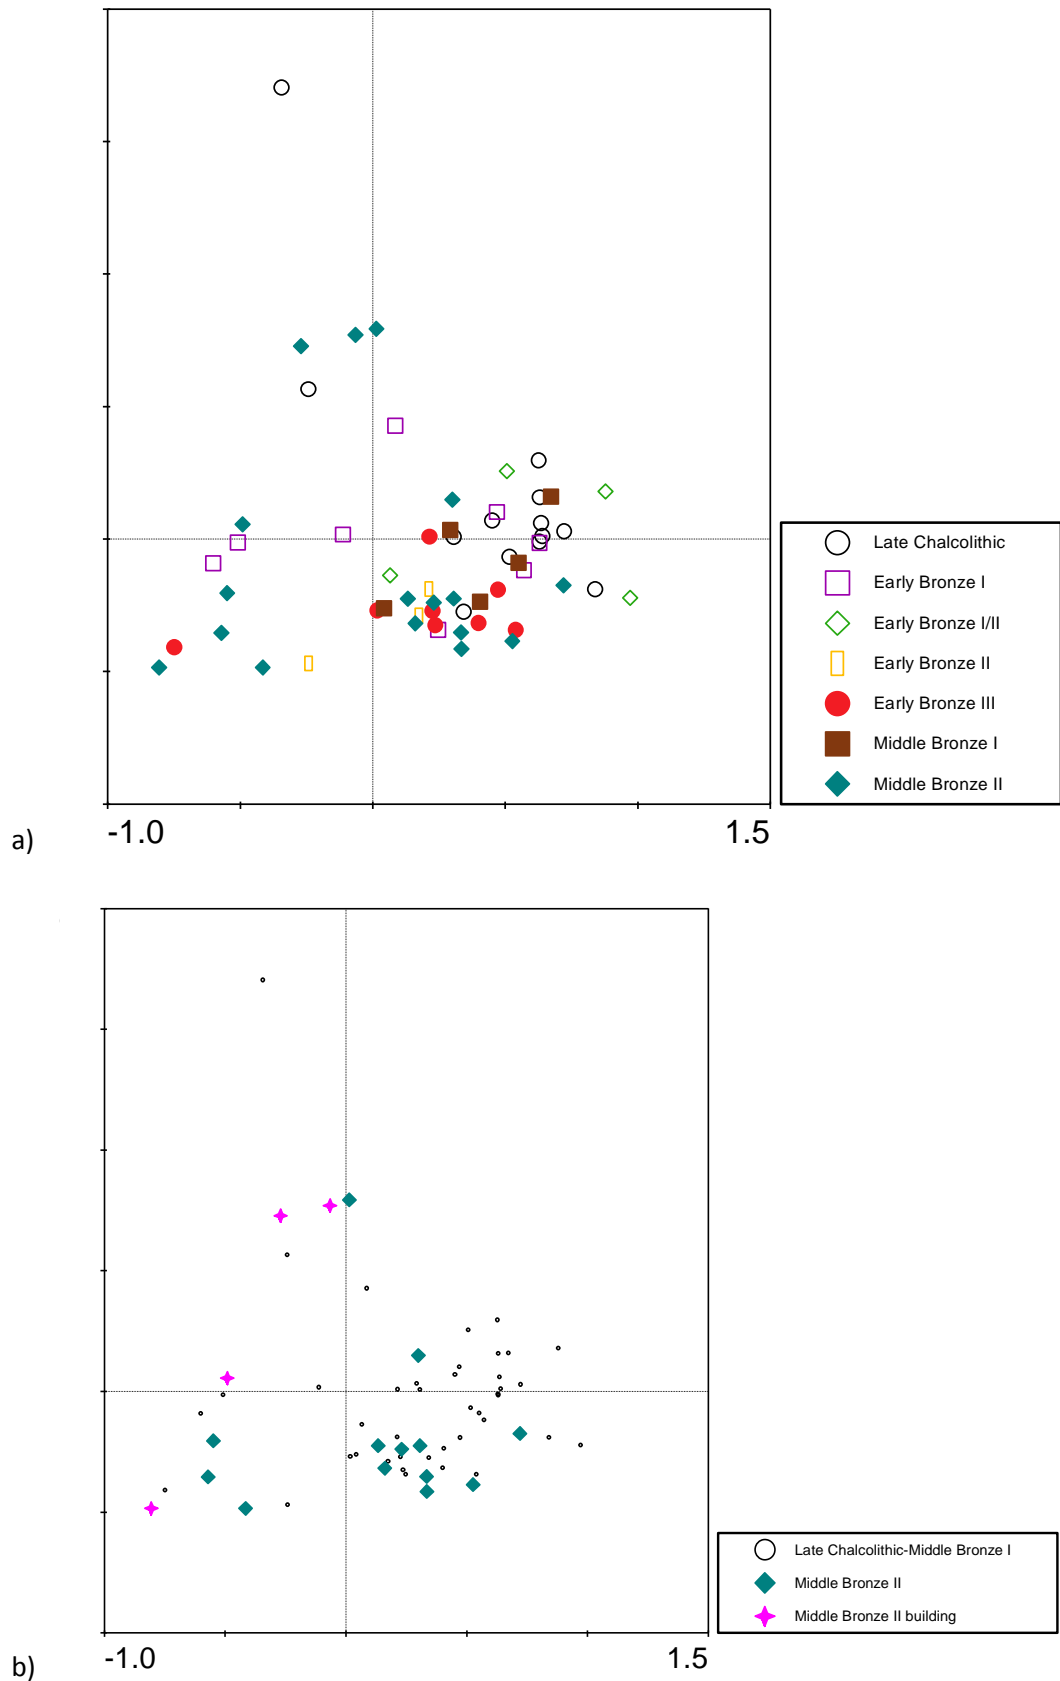 Late Chalcolithic
Early Bronze I
Early Bronze I/II
Early Bronze II
Early Bronze III
Middle Bronze I
Middle Bronze II
-1.0 1.5
a)
Late Chalcolithic-Middle Bronze I
Middle Bronze II
Middle Bronze II building
-1.0 1.5
b)